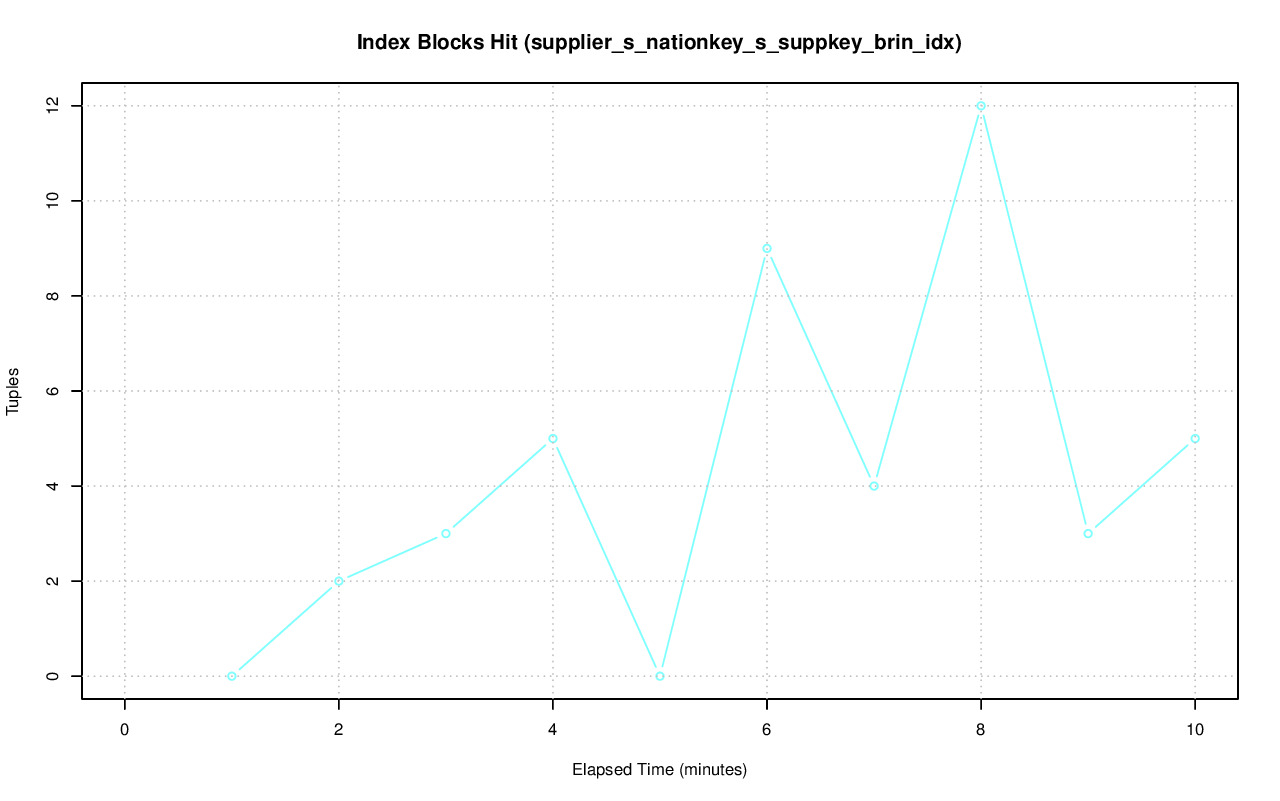 Index Blocks Hit (supplier_s_nationkey_s_suppkey_brin_idx)
12
10
8
6
4
2
0
Tuples
0 2 4 6 8 10
Elapsed Time (minutes)